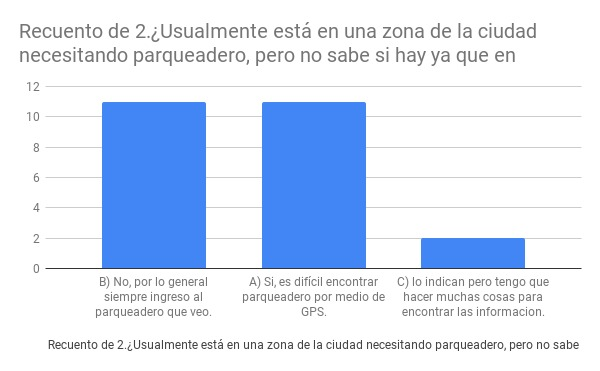 Recuento de 2.¿Usualmente está en una zona de la ciudad
necesitando parqueadero, pero no sabe si hay ya que en
12
10
8
6
4
2
0
B) No, por lo general
siempre ingreso al
parqueadero que veo.
A) Si, es difícil encontrar
parqueadero por medio de
GPS.
C) lo indican pero tengo que
hacer muchas cosas para
encontrar las informacion.
Recuento de 2.¿Usualmente está en una zona de la ciudad necesitando parqueadero, pero no sabe